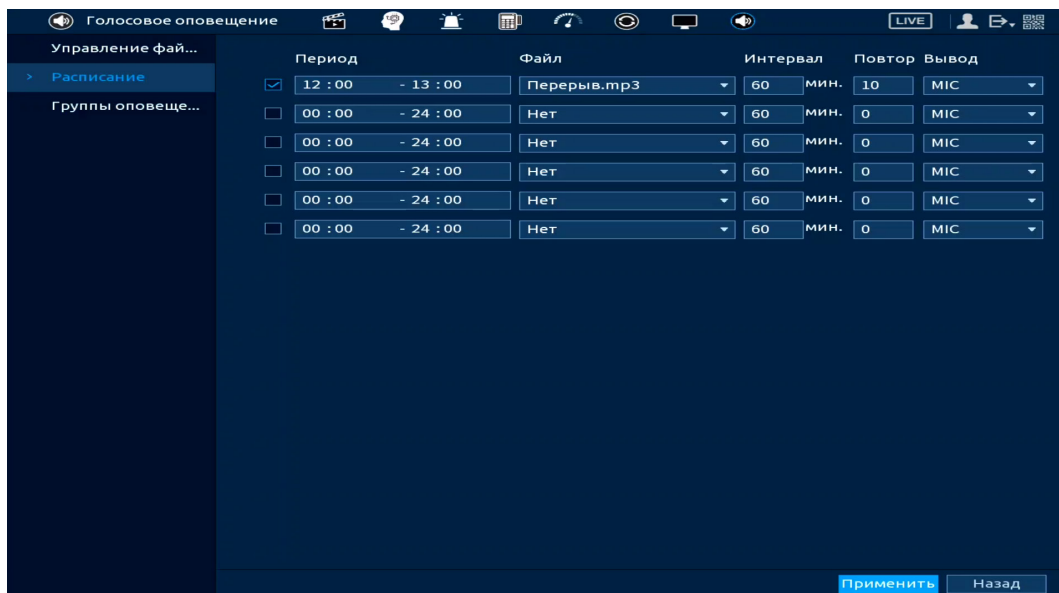 Голосовое оповещение LIVE
Управление фай...
Расписание
Группы оповеще...
Период Файл Интервал Повтор Вывод
12 : 00 - 13 : 00 Перерыв.mp3 60 мин. 10 MIC
00 : 00 - 24 : 00 Нет 60 мин. 0 MIC
00 : 00 - 24 : 00 Нет 60 мин. 0 MIC
00 : 00 - 24 : 00 Нет 60 мин. 0 MIC
00 : 00 - 24 : 00 Нет 60 мин. 0 MIC
00 : 00 - 24 : 00 Нет 60 мин. 0 MIC
Применить Назад